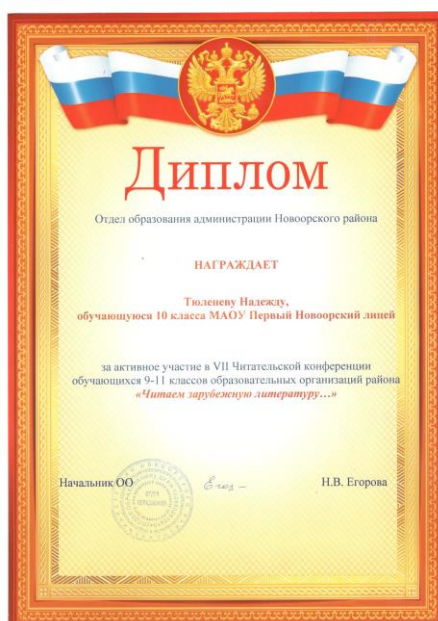 Диплом
Отдел образования администрации Новоорского района
НАГРАЖДАЕТ
Тюленеву Надежду,
обучающуюся 10 класса МАОУ Первый Новоорский лицей
за активное участие в VII Читательской конференции
обучающихся 9-11 классов образовательных организаций района
«Читаем зарубежную литературу…»
Начальник ОО
Н.В. Егорова